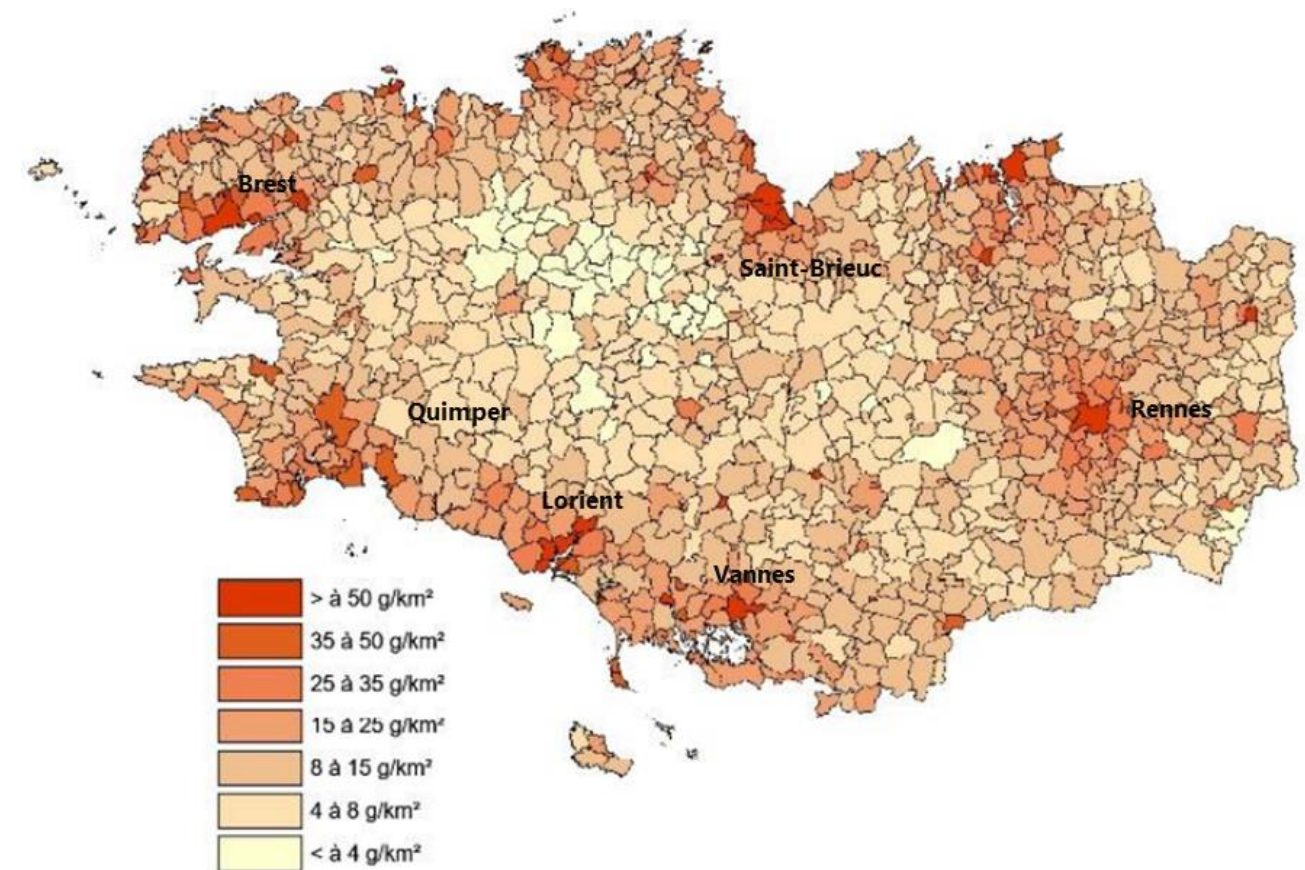 Brest
Saint-Brieuc
Quimper
Rennes
Lorient
Vannes
> à 50 g/km²
35 à 50 g/km²
25 à 35 g/km²
15 à 25 g/km²
8 à 15 g/km²
4 à 8 g/km²
< à 4 g/km²